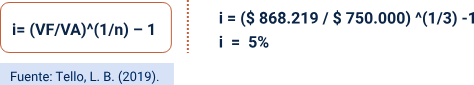 i= (VF/VA)^(1/n) – 1
i = ($ 868.219 / $ 750.000) ^(1/3) -1
i = 5%
Fuente: Tello, L. B. (2019).